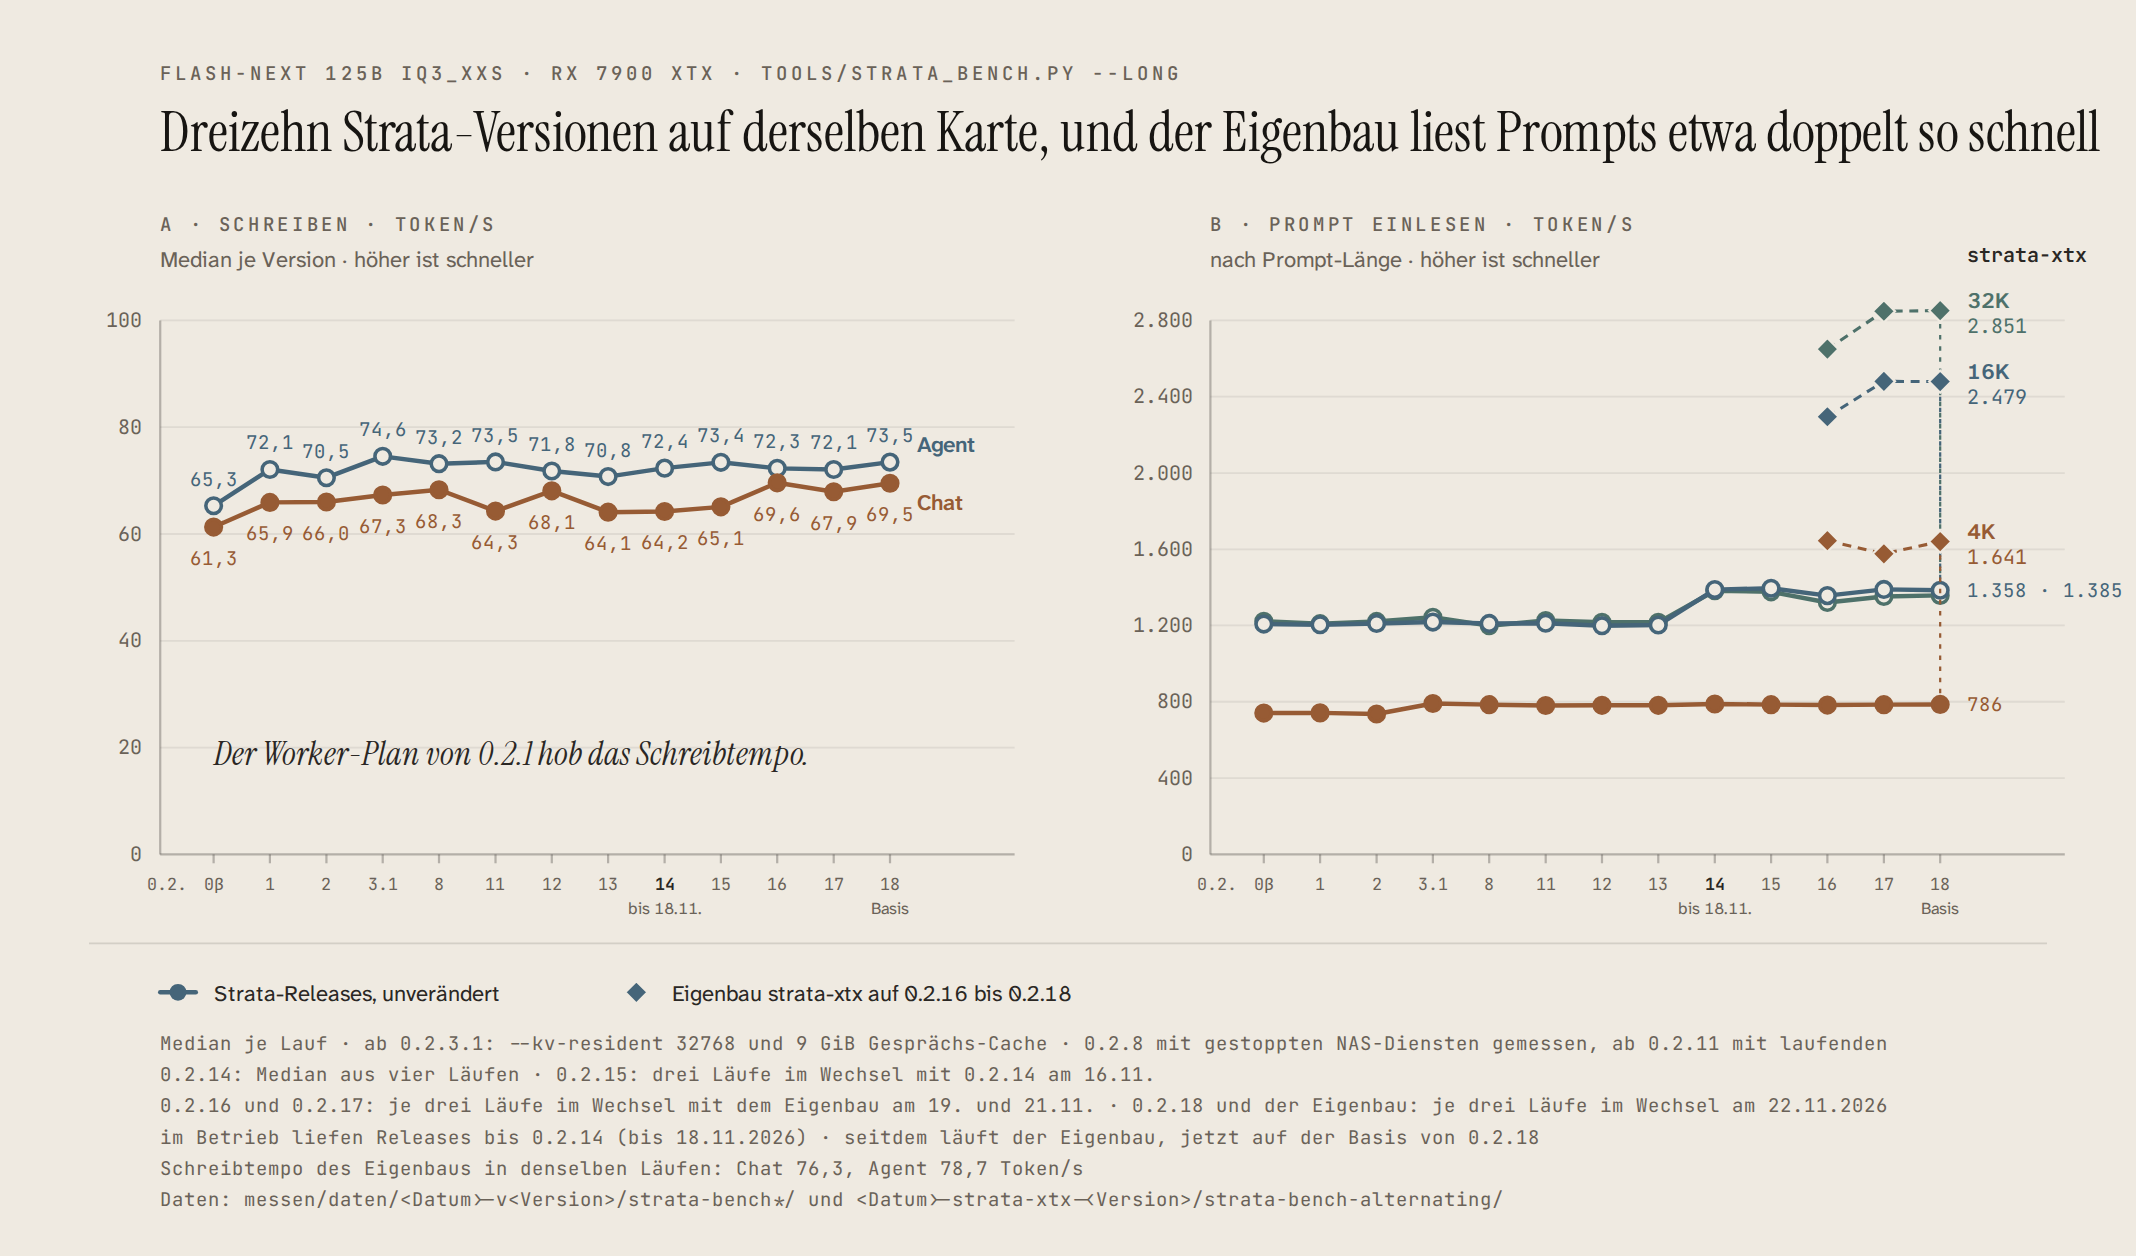 FLASH-NEXT 125B IQ3_XXS · RX 7900 XTX · TOOLS/STRATA_BENCH.PY --LONG
Dreizehn Strata-Versionen auf derselben Karte, und der Eigenbau liest Prompts etwa doppelt so schnell
A · SCHREIBEN · TOKEN/S
Median je Version · höher ist schneller
100
80
60
40
20
0
65,3 72,1 70,5 74,6 73,2 73,5 71,8 70,8 72,4 73,4 72,3 72,1 73,5 Agent
61,3 65,9 66,0 67,3 68,3 64,3 68,1 64,1 64,2 65,1 69,6 67,9 69,5 Chat
Der Worker-Plan von 0.2.1 hob das Schreibtempo.
0.2. 0β 1 2 3.1 8 11 12 13 14 15 16 17 18
bis 18.11. Basis
B · PROMPT EINLESEN · TOKEN/S
nach Prompt-Länge · höher ist schneller
strata-xtx
2.800
2.400
2.000
1.600
1.200
800
400
0
32K
2.851
16K
2.479
4K
1.641
1.358 · 1.385
786
0.2. 0β 1 2 3.1 8 11 12 13 14 15 16 17 18
bis 18.11. Basis
Strata-Releases, unverändert
Eigenbau strata-xtx auf 0.2.16 bis 0.2.18
Median je Lauf · ab 0.2.3.1: --kv-resident 32768 und 9 GiB Gesprächs-Cache · 0.2.8 mit gestoppten NAS-Diensten gemessen, ab 0.2.11 mit laufenden
0.2.14: Median aus vier Läufen · 0.2.15: drei Läufe im Wechsel mit 0.2.14 am 16.11.
0.2.16 und 0.2.17: je drei Läufe im Wechsel mit dem Eigenbau am 19. und 21.11. · 0.2.18 und der Eigenbau: je drei Läufe im Wechsel am 22.11.2026
im Betrieb liefen Releases bis 0.2.14 (bis 18.11.2026) · seitdem läuft der Eigenbau, jetzt auf der Basis von 0.2.18
Schreibtempo des Eigenbaus in denselben Läufen: Chat 76,3, Agent 78,7 Token/s
Daten: messen/daten/<Datum>-v<Version>/strata-bench*/ und <Datum>-strata-xtx-<Version>/strata-bench-alternating/